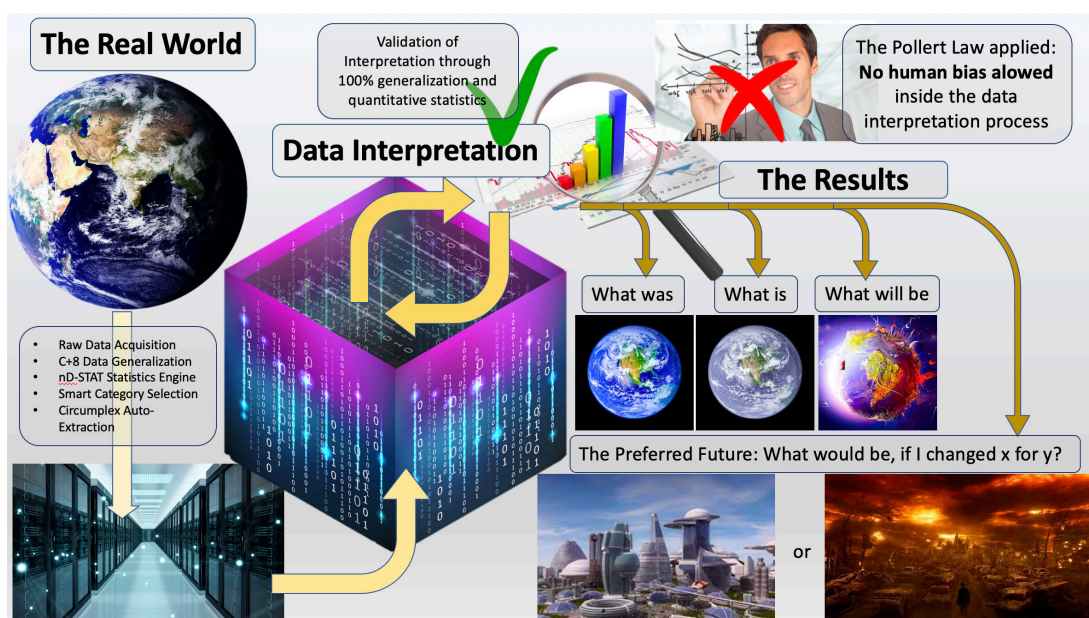 The Real World
Validation of
Interpretation through
100% generalization and
quantitative statistics
The Pollert Law applied:
No human bias alowed
inside the data
interpretation process
Data Interpretation
The Results
What was
What is
What will be
• Raw Data Acquisition
• C+8 Data Generalization
• nD-STAT Statistics Engine
• Smart Category Selection
• Circumplex Auto-
Extraction
The Preferred Future: What would be, if I changed x for y?
or